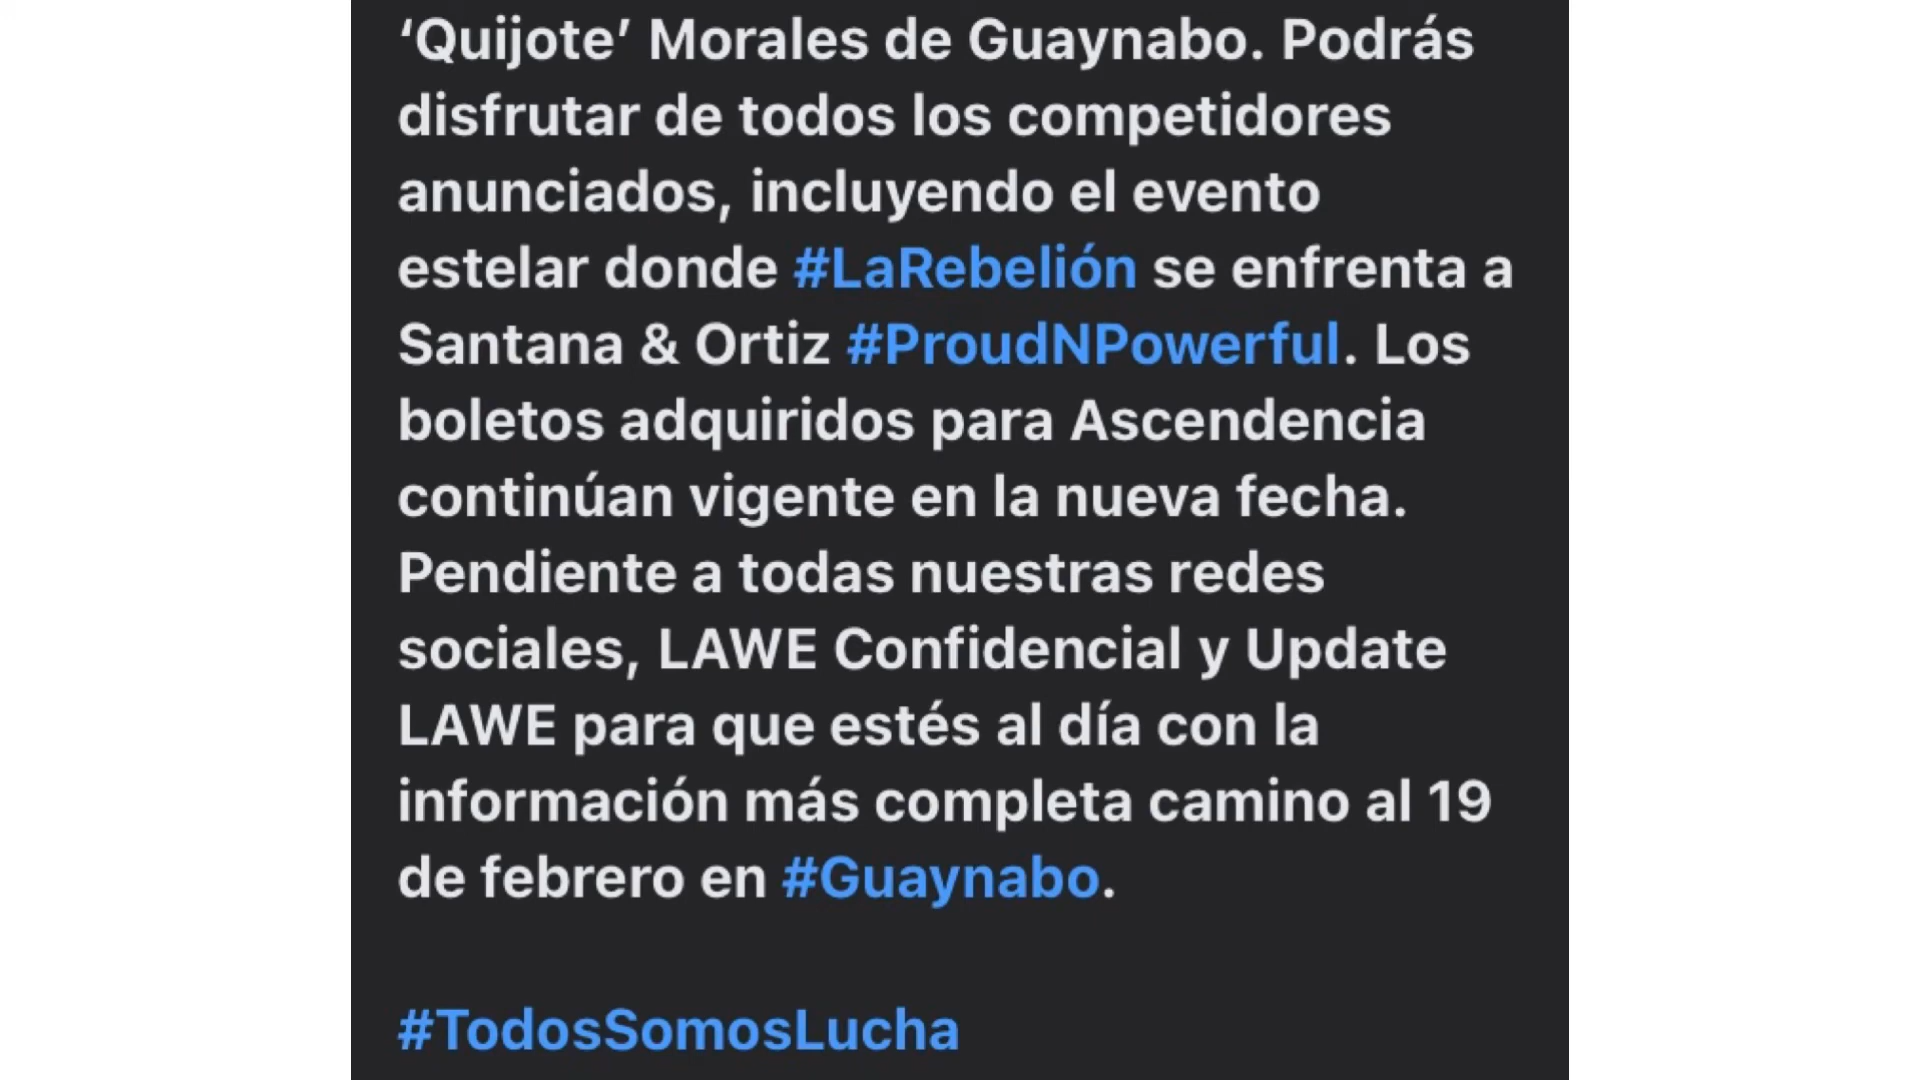 ‘Quijote’ Morales de Guaynabo. Podrás
disfrutar de todos los competidores
anunciados, incluyendo el evento
estelar donde #LaRebelión se enfrenta a
Santana & Ortiz #ProudNPowerful. Los
boletos adquiridos para Ascendencia
continúan vigente en la nueva fecha.
Pendiente a todas nuestras redes
sociales, LAWE Confidencial y Update
LAWE para que estés al día con la
información más completa camino al 19
de febrero en #Guaynabo.
#TodosSomosLucha